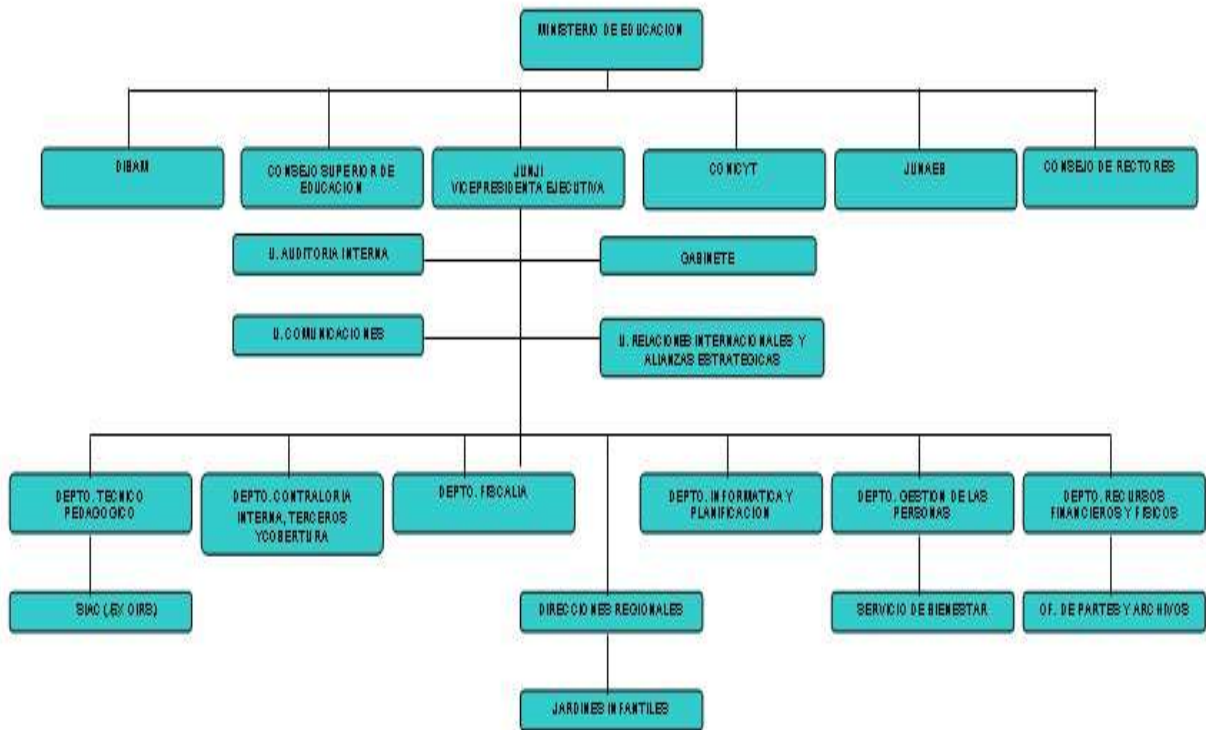 MINISTERIO DE EDUCACION
DIBAM
CONSEJO SUPERIOR DE
EDUCACION
JUNJI
VICEPRESIDENTA EJECUTIVA
CONICYT
JUNAEB
CONSEJO DE RECTORES
U. AUDITORIA INTERNA
GABINETE
U. COMUNICACIONES
U. RELACIONES INTERNACIONALES Y
ALIANZAS ESTRATEGICAS
DEPTO. TECNICO
PEDAGOGICO
DEPTO. CONTRALORIA
INTERNA, TERCEROS
YCOBERTURA
DEPTO. FISCALIA
DEPTO. INFORMATICA Y
PLANIFICACION
DEPTO. GESTION DE LAS
PERSONAS
DEPTO. RECURSOS
FINANCIEROS Y FISICOS
SIAC (.EX OIRS)
DIRECCIONES REGIONALES
SERVICIO DE BIENESTAR
OF. DE PARTES Y ARCHIVOS
JARDINES INFANTILES